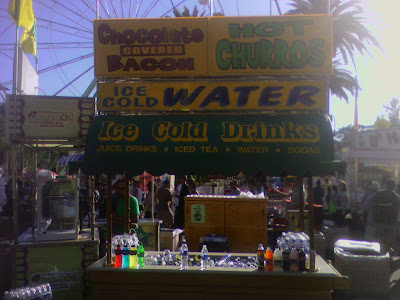 Chocolate
COVERED
BACON
HOT
CHURROS
ICE
COLD
WATER
Ice Cold Drinks
JUICE DRINKS * ICED TEA * WATER * SODAS